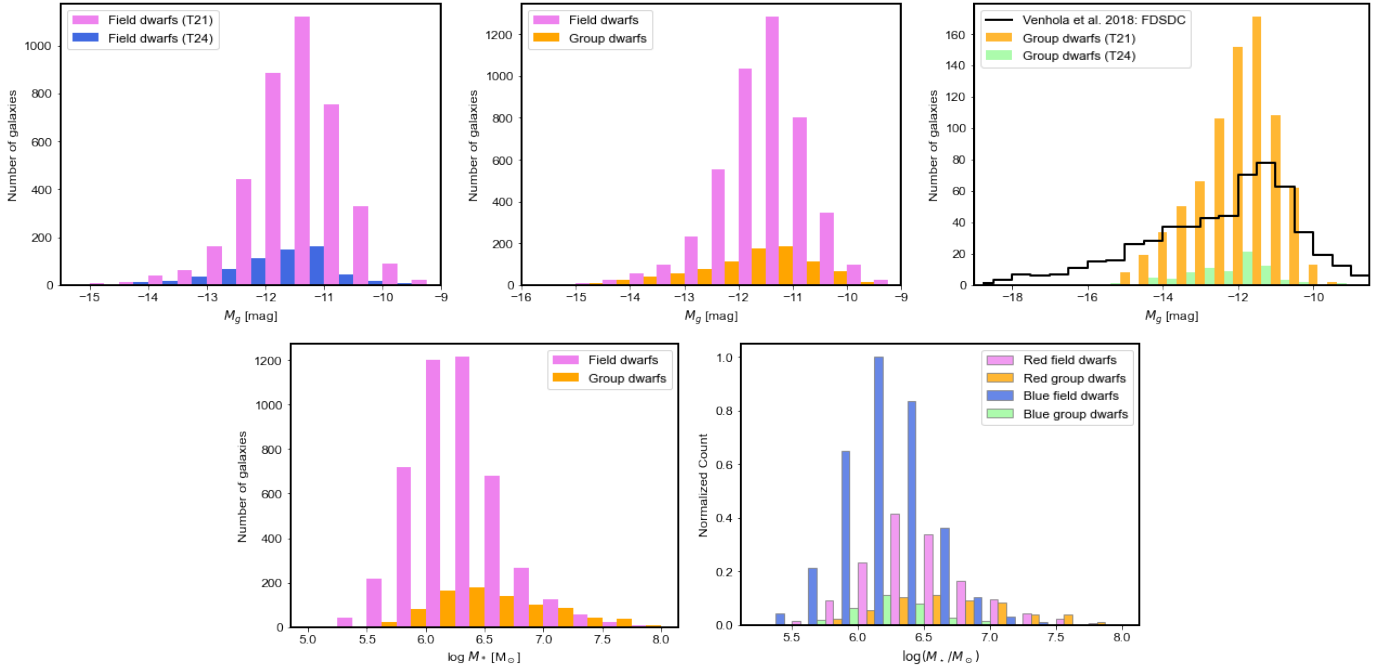 Field dwarfs (T21)
Field dwarfs (T24)
Number of galaxies
1000
800
600
400
200
0
−15 −14 −13 −12 −11 −10 −9
M_g [mag]
Field dwarfs
Group dwarfs
Number of galaxies
1200
1000
800
600
400
200
0
−16 −15 −14 −13 −12 −11 −10 −9
M_g [mag]
Venhola et al. 2018: FDSDC
Group dwarfs (T21)
Group dwarfs (T24)
Number of galaxies
160
140
120
100
80
60
40
20
0
−18 −16 −14 −12 −10
M_g [mag]
Field dwarfs
Group dwarfs
Number of galaxies
1200
1000
800
600
400
200
0
5.0 5.5 6.0 6.5 7.0 7.5 8.0
log M_* [M_⊙]
Red field dwarfs
Red group dwarfs
Blue field dwarfs
Blue group dwarfs
Normalized Count
1.0
0.8
0.6
0.4
0.2
0.0
5.5 6.0 6.5 7.0 7.5 8.0
log(M_⋆/M_⊙)